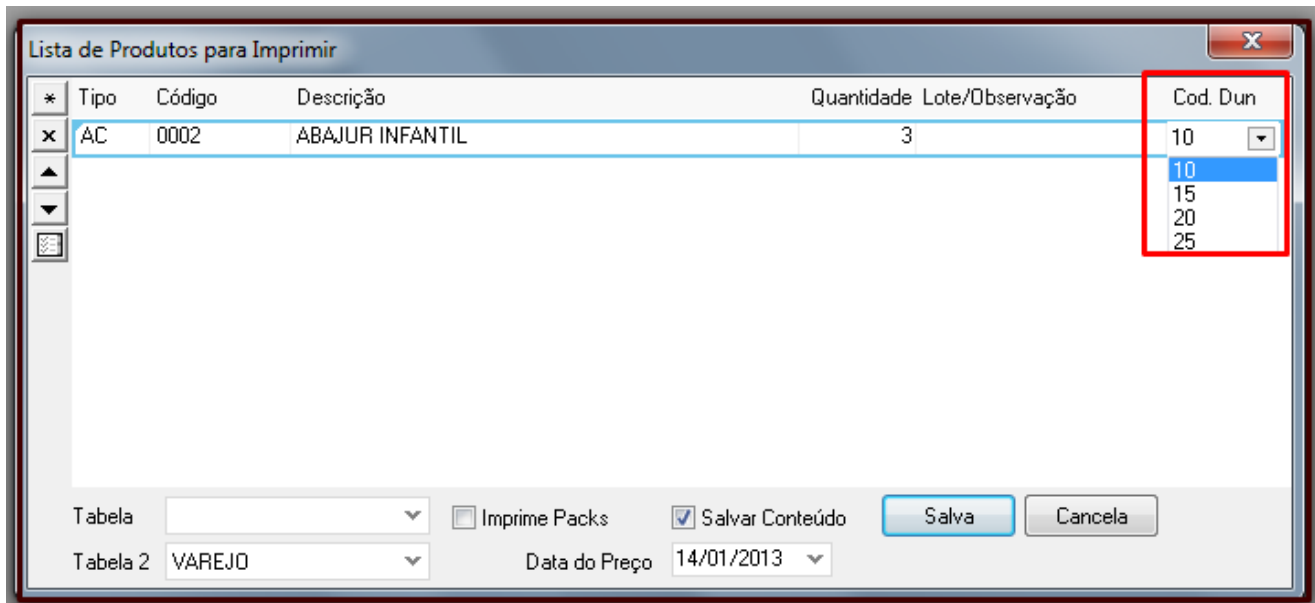 Lista de Produtos para Imprimir
* Tipo Código Descrição Quantidade Lote/Observação Cod. Dun
x AC 0002 ABAJUR INFANTIL 3 10
10
15
20
25
Tabela Imprime Packs Salvar Conteúdo Salva Cancela
Tabela 2 VAREJO Data do Preço 14/01/2013